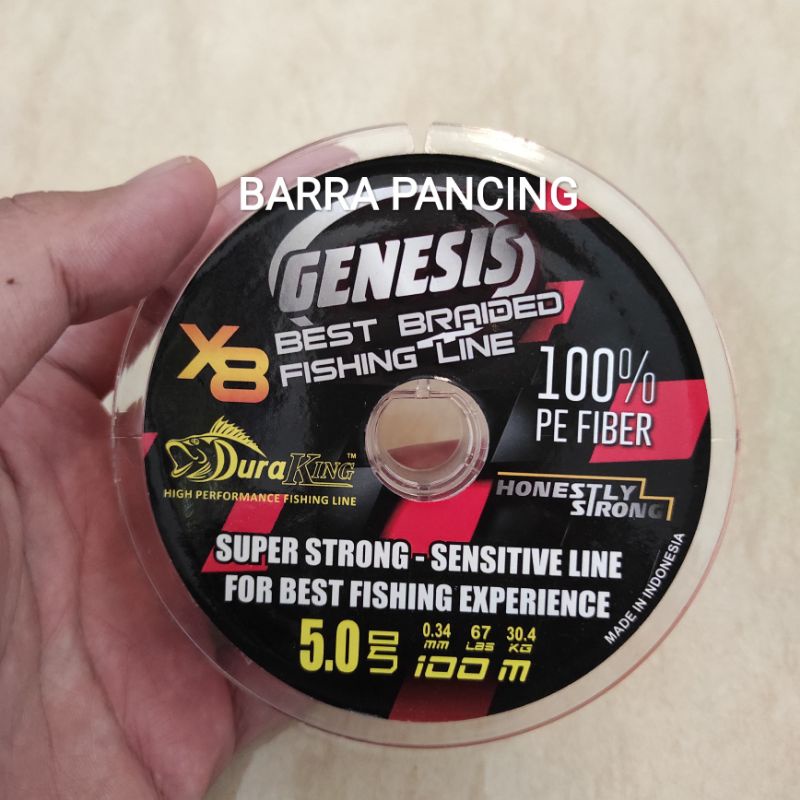 BARRA PANCING
GENESIS
X8
BEST BRAIDED
FISHING LINE
100%
PE FIBER
DuraKing™
HIGH PERFORMANCE FISHING LINE
HONESTLY
STRONG
SUPER STRONG - SENSITIVE LINE
FOR BEST FISHING EXPERIENCE
MADE IN INDONESIA
0.34 67 30.4
MM LBS KG
5.0
100 M